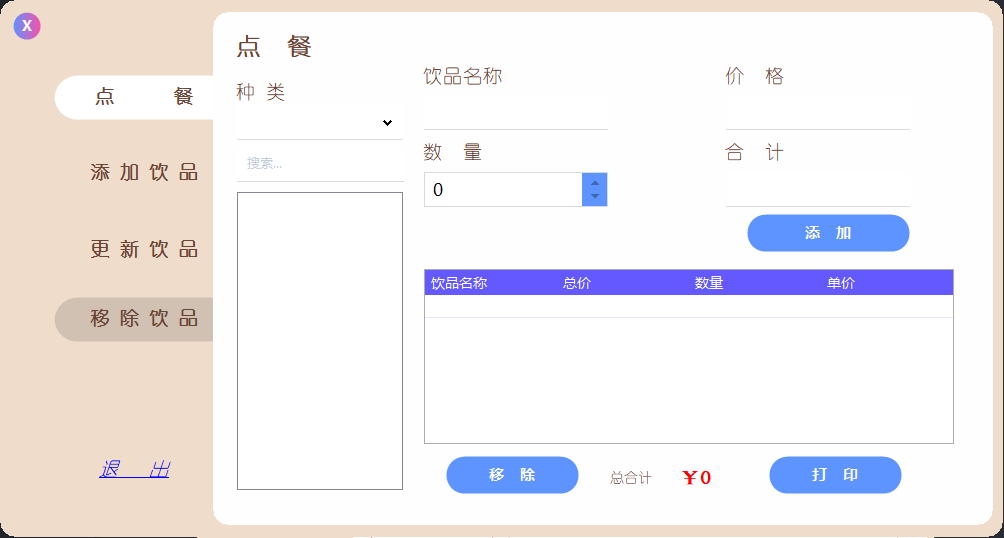 X
点 餐
添加饮品
更新饮品
移除饮品
退 出
点 餐
种 类
搜索...
饮品名称
价 格
数 量
0
合 计
添 加
饮品名称 总价 数量 单价
移 除
总合计 ¥0
打 印